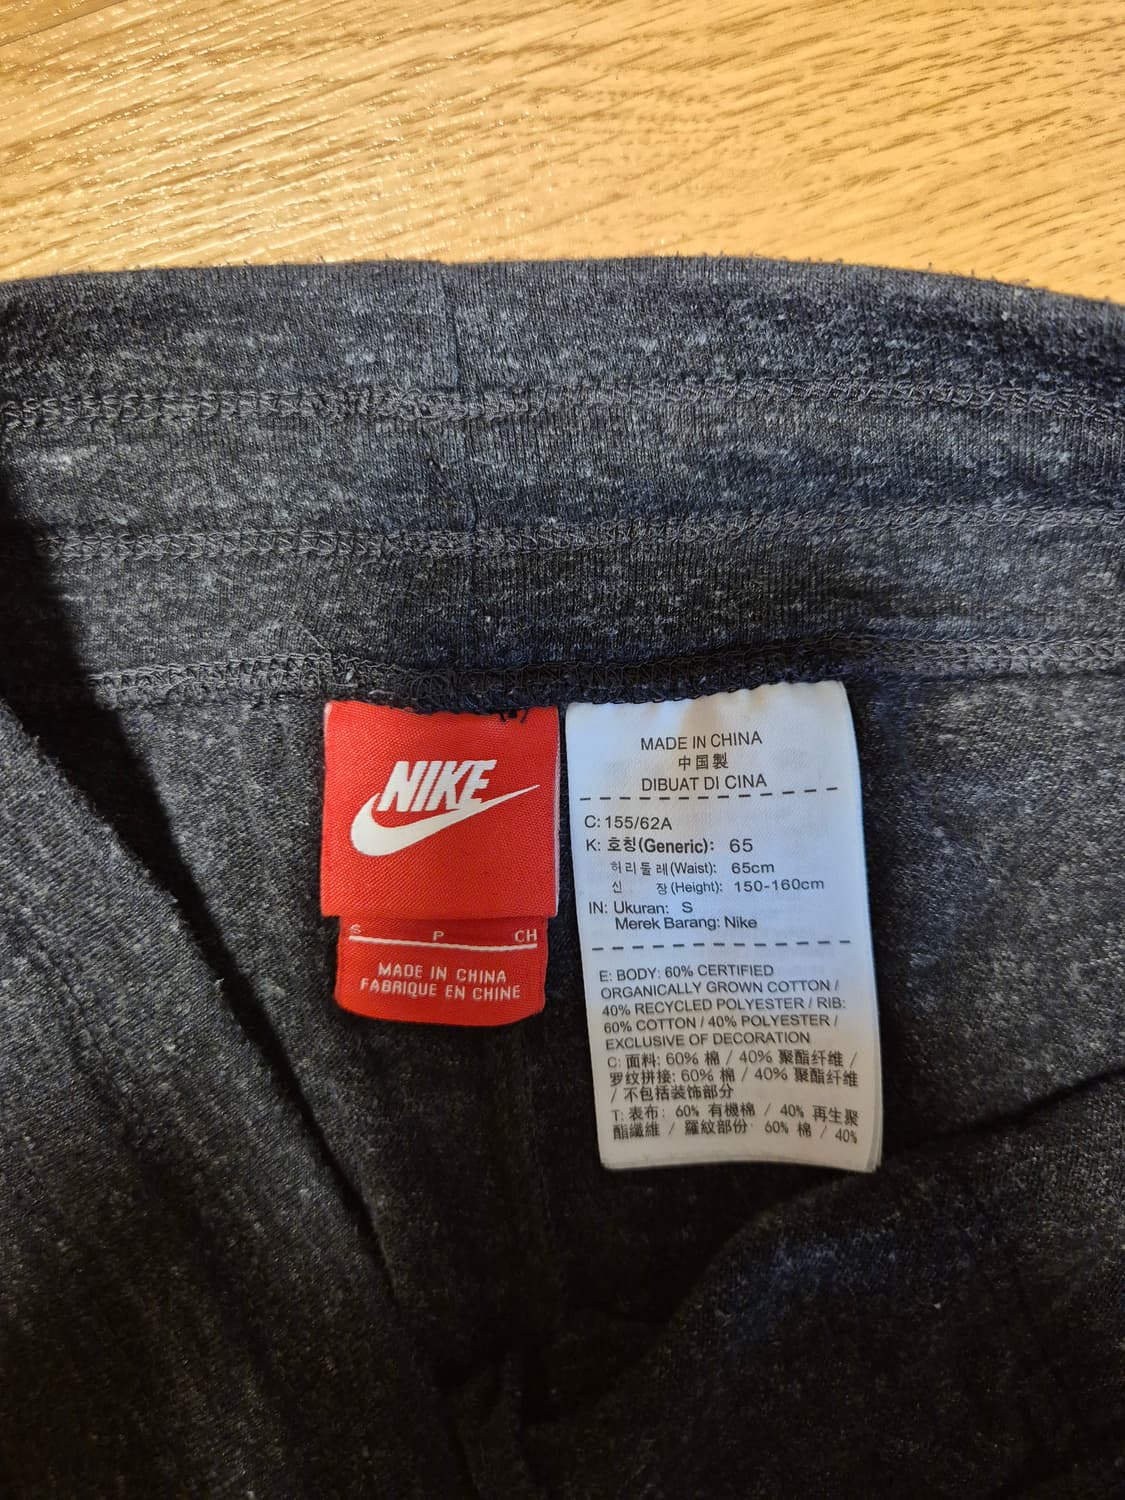 NIKE
S P CH
MADE IN CHINA
FABRIQUE EN CHINE
MADE IN CHINA
中国製
DIBUAT DI CINA
C: 155/62A
K: 호칭(Generic): 65
허리둘레(Waist): 65cm
신 장(Height): 150-160cm
IN: Ukuran: S
Merek Barang: Nike
E: BODY: 60% CERTIFIED
ORGANICALLY GROWN COTTON /
40% RECYCLED POLYESTER / RIB:
60% COTTON / 40% POLYESTER /
EXCLUSIVE OF DECORATION
C: 面料: 60% 棉 / 40% 聚酯纤维 /
罗纹拼接: 60% 棉 / 40% 聚酯纤维
/ 不包括装饰部分
T: 表布: 60% 有機棉 / 40% 再生聚
酯纖維 / 羅紋部份: 60% 棉 / 40%